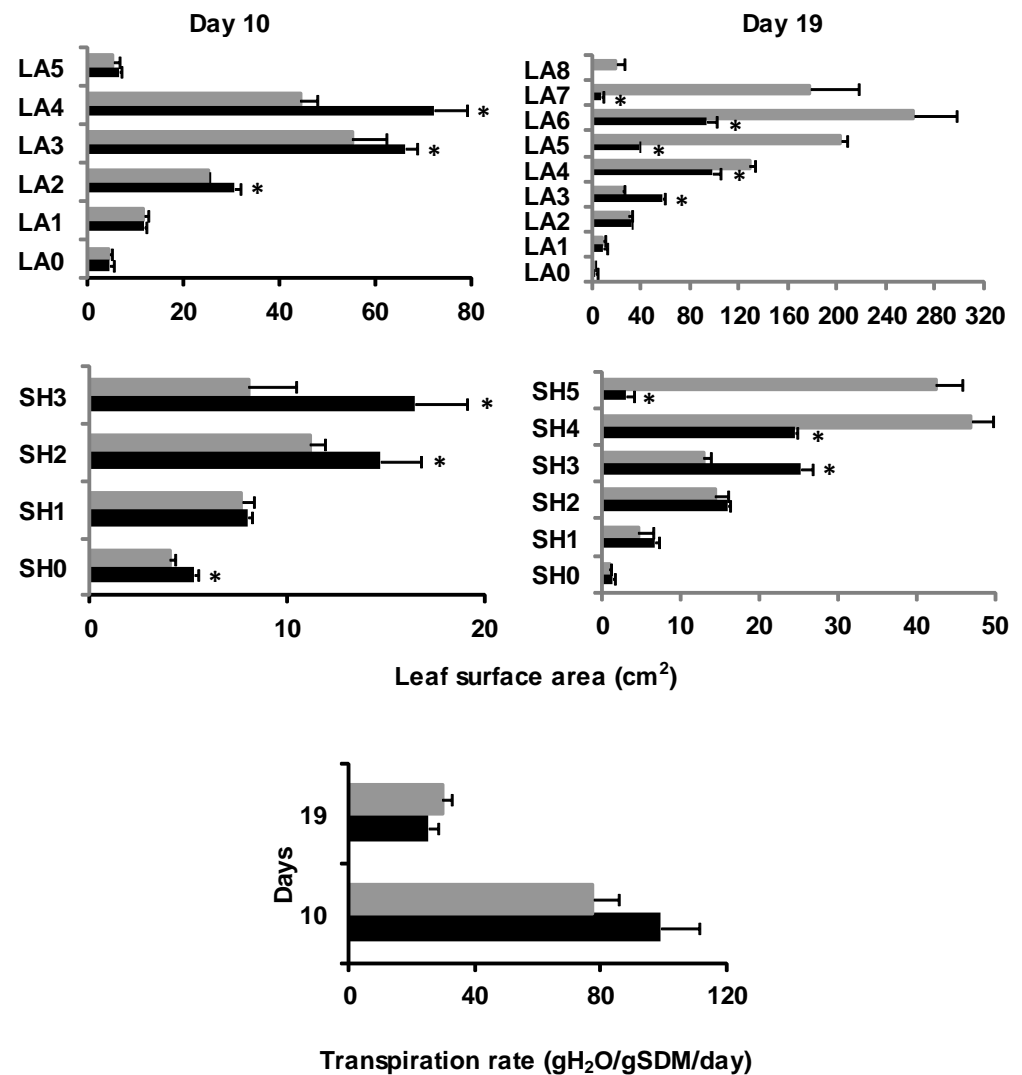 Day 10
Day 19
LA5
LA4
*
LA3
*
LA2
*
LA1
LA0
0 20 40 60 80
LA8
LA7
*
LA6
*
LA5
*
LA4
*
LA3
*
LA2
LA1
LA0
0 40 80 120 160 200 240 280 320
SH3
*
SH2
*
SH1
SH0
*
0 10 20
SH5
*
SH4
*
SH3
*
SH2
SH1
SH0
0 10 20 30 40 50
Leaf surface area (cm²)
Days
19
10
0 40 80 120
Transpiration rate (gH₂O/gSDM/day)